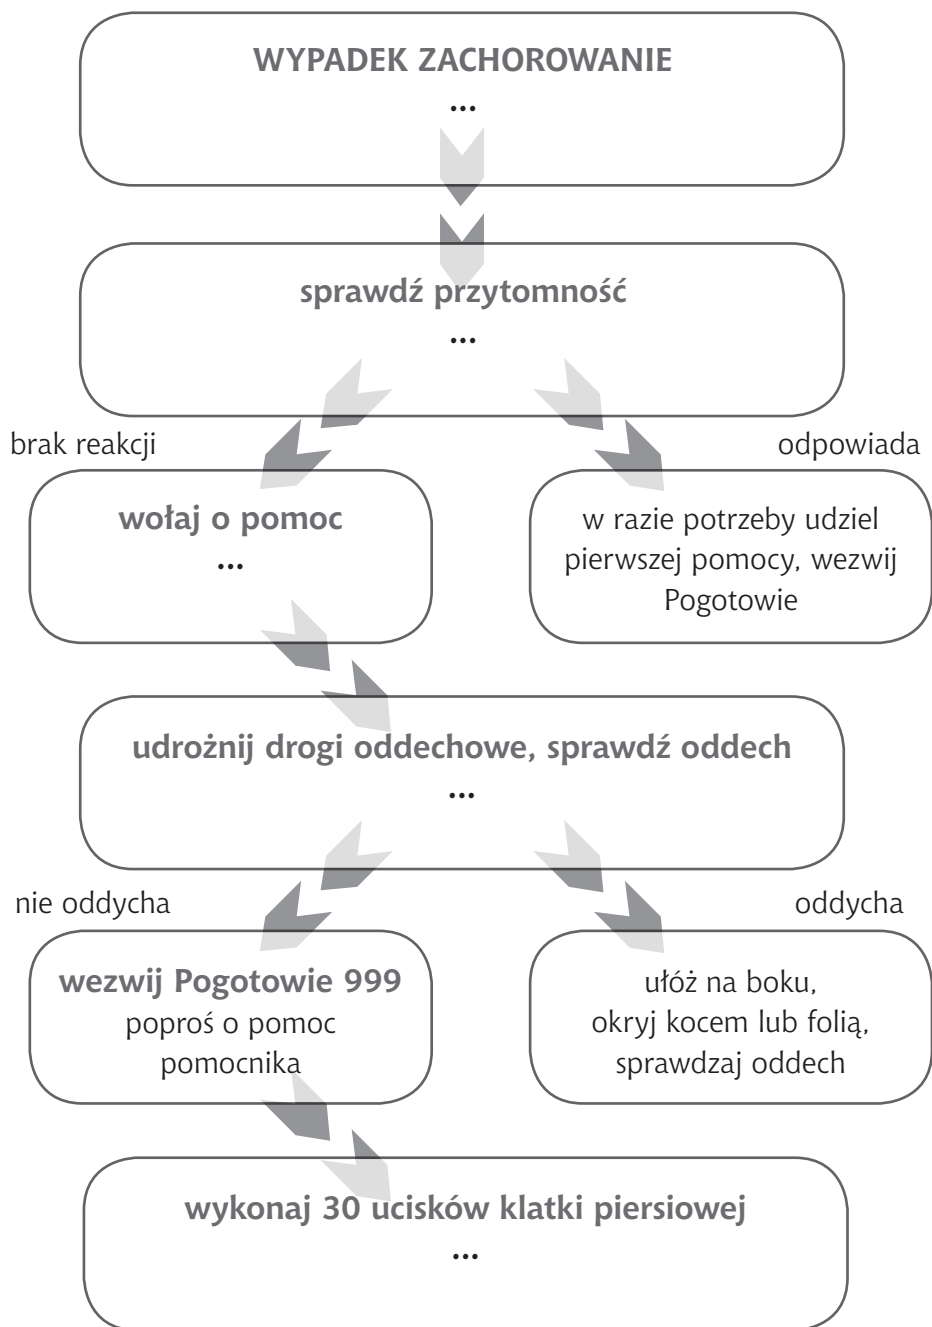 WYPADEK ZACHOROWANIE
...
sprawdź przytomność
...
brak reakcji
odpowiada
wołaj o pomoc
...
w razie potrzeby udziel
pierwszej pomocy, wezwij
Pogotowie
udrożnij drogi oddechowe, sprawdź oddech
...
nie oddycha
oddycha
wezwij Pogotowie 999
poproś o pomoc
pomocnika
ułóż na boku,
okryj kocem lub folią,
sprawdzaj oddech
wykonaj 30 ucisków klatki piersiowej
...